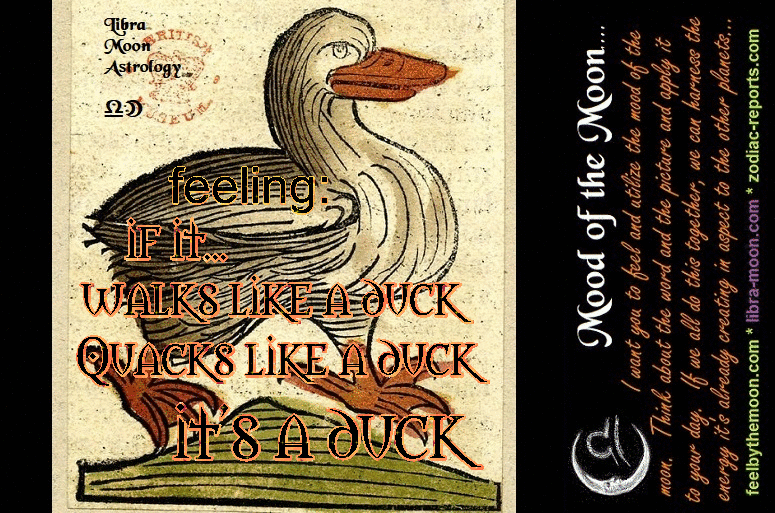 Libra
Moon
Astrology
BRITISH
MUSEUM
feeling:
iF iT...
WALKS LIKE A DUCK
QUACKS LIKE A DUCK
iT'S A DUCK
Mood of the Moon....
I want you to feel and utilize the mood of the
moon. Think about the word and the picture and apply it
to your day. If we all do this together, we can harness the
energy it's already creating in aspect to the other planets...
feelbythemoon.com * libra-moon.com * zodiac-reports.com